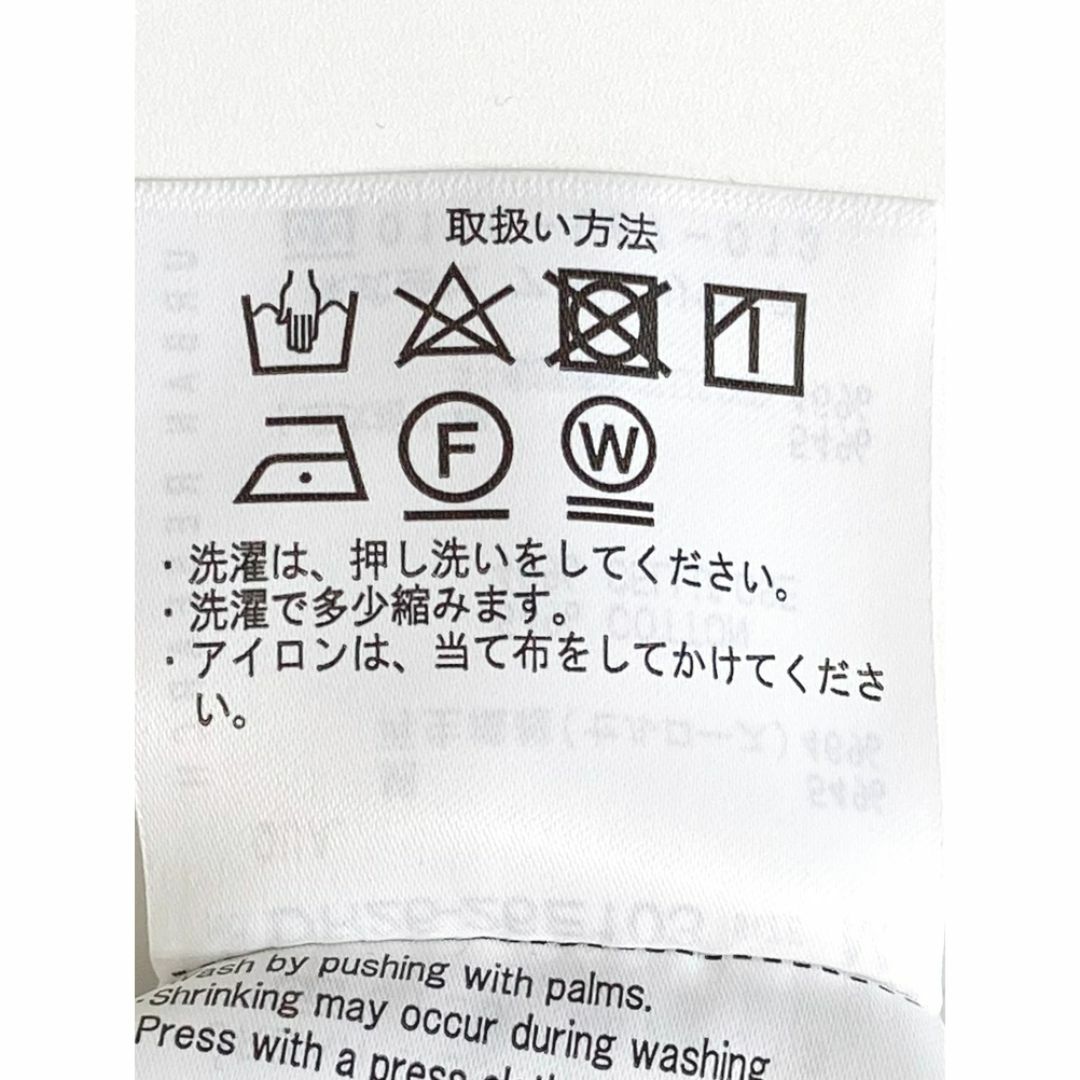 取扱い方法
F W
・洗濯は、押し洗いをしてください。
・洗濯で多少縮みます。
・アイロンは、当て布をしてかけてくださ
い。
by pushing with palms.
Shrinking may occur during washing
Press with a press